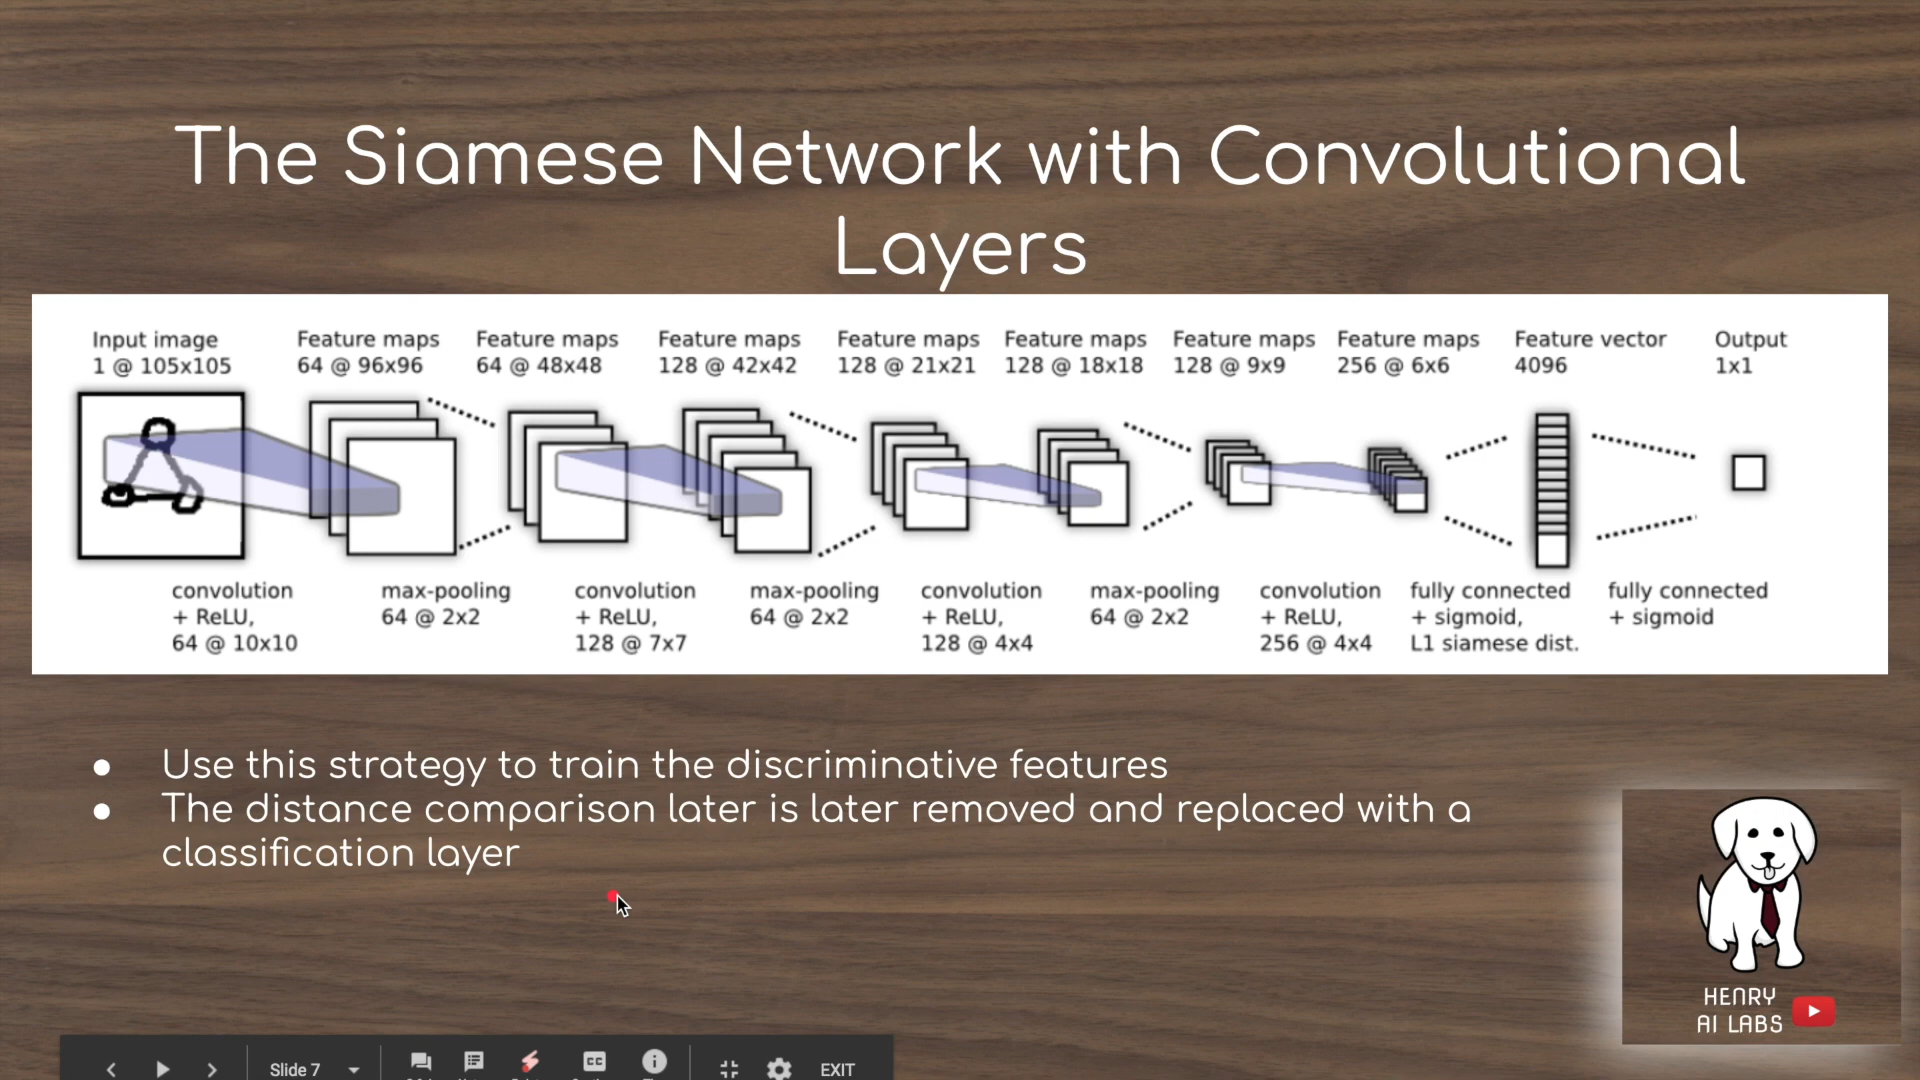 The Siamese Network with Convolutional
Layers
Input image
1 @ 105x105
Feature maps
64 @ 96x96
Feature maps
64 @ 48x48
Feature maps
128 @ 42x42
Feature maps
128 @ 21x21
Feature maps
128 @ 18x18
Feature maps
128 @ 9x9
Feature maps
256 @ 6x6
Feature vector
4096
Output
1x1
convolution
+ ReLU,
64 @ 10x10
max-pooling
64 @ 2x2
convolution
+ ReLU,
128 @ 7x7
max-pooling
64 @ 2x2
convolution
+ ReLU,
128 @ 4x4
max-pooling
64 @ 2x2
convolution
+ ReLU,
256 @ 4x4
fully connected
+ sigmoid,
L1 siamese dist.
fully connected
+ sigmoid
● Use this strategy to train the discriminative features
● The distance comparison later is later removed and replaced with a
classification layer
HENRY
AI LABS
Slide 7
CC
EXIT